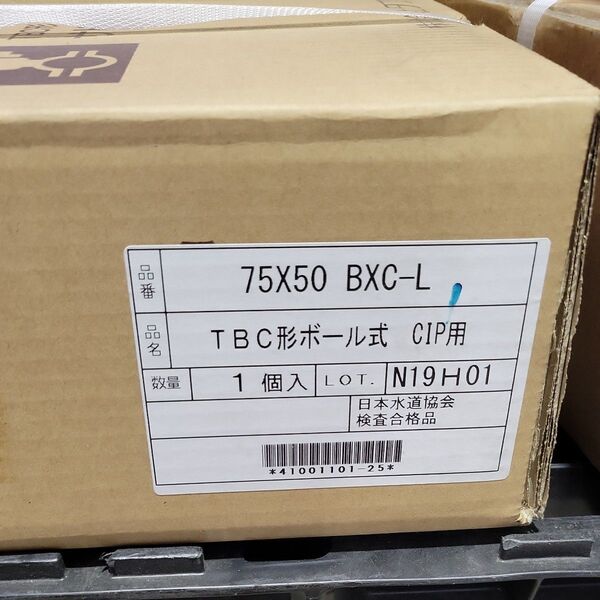 品番 75X50 BXC-L
品名 TBC形ボール式 CIP用
数量 1個入 LOT. N19H01
日本水道協会
検査合格品
*41001101-25*